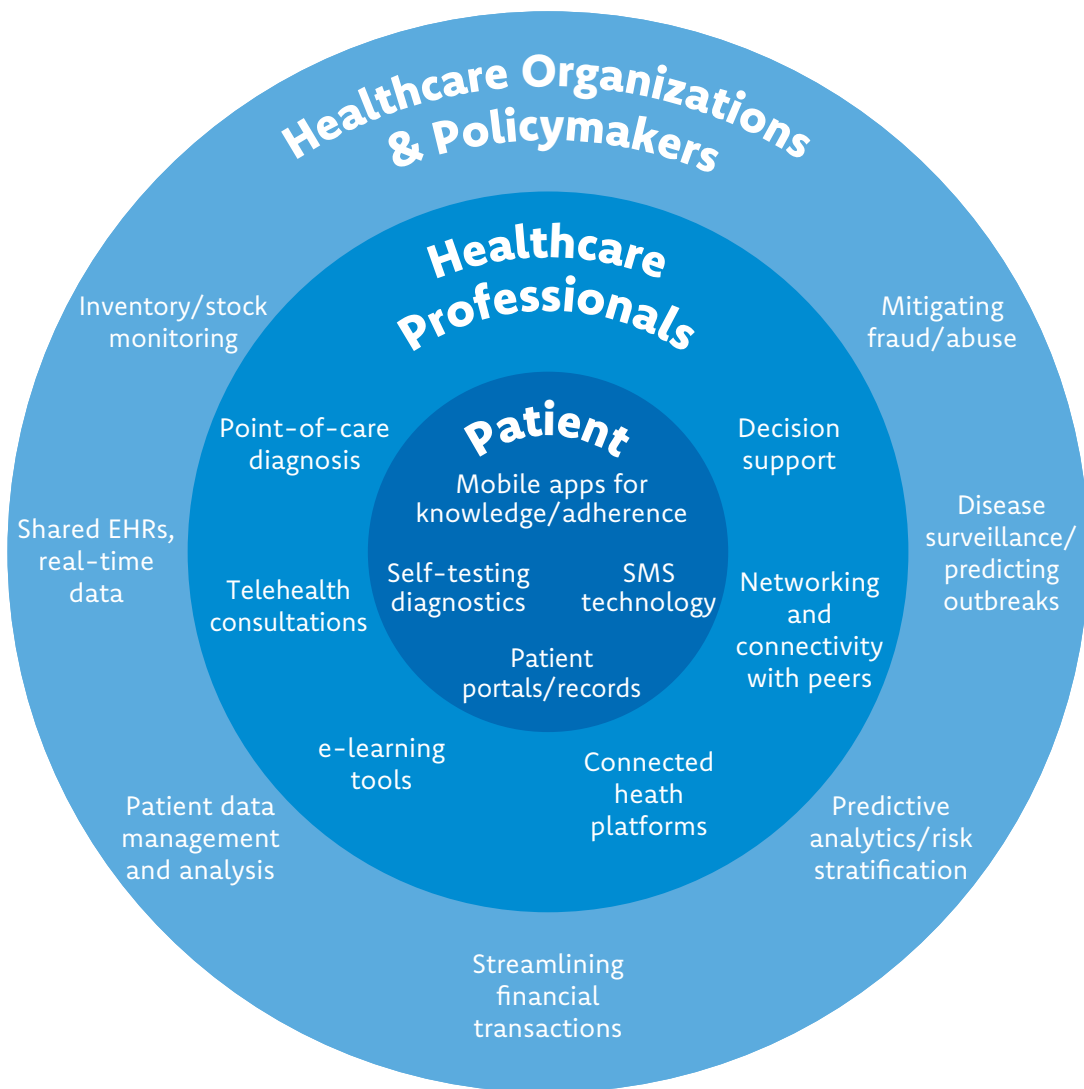 Healthcare Organizations
& Policymakers
Healthcare
Professionals
Patient
Mobile apps for
knowledge/adherence
Self-testing
diagnostics
SMS
technology
Patient
portals/records
Point-of-care
diagnosis
Decision
support
Telehealth
consultations
Networking
and
connectivity
with peers
e-learning
tools
Connected
heath
platforms
Inventory/stock
monitoring
Mitigating
fraud/abuse
Shared EHRs,
real-time
data
Disease
surveillance/
predicting
outbreaks
Patient data
management
and analysis
Predictive
analytics/risk
stratification
Streamlining
financial
transactions